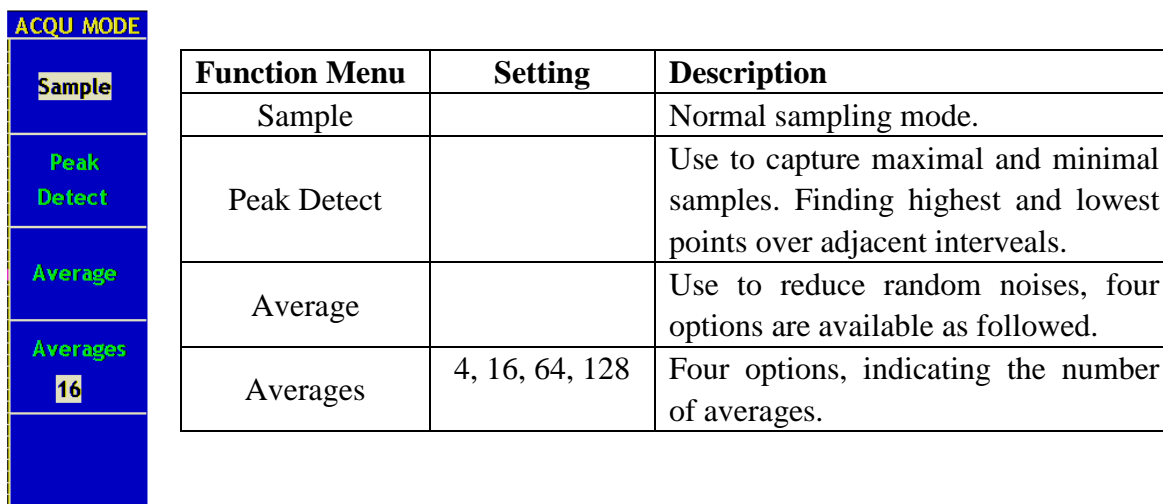 ACQU MODE
Sample
Peak
Detect
Average
Averages
16
Function Menu Setting Description
Sample Normal sampling mode.
Peak Detect Use to capture maximal and minimal
samples. Finding highest and lowest
points over adjacent interveals.
Average Use to reduce random noises, four
options are available as followed.
Averages 4, 16, 64, 128 Four options, indicating the number
of averages.